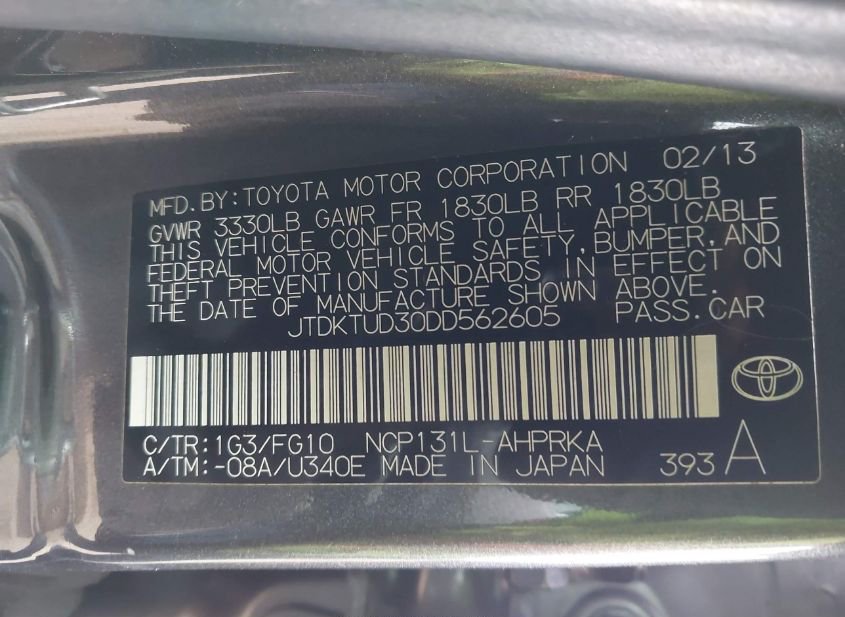 MFD. BY: TOYOTA MOTOR CORPORATION 02/13
GVWR 3330LB GAWR FR 1830LB RR 1830LB
THIS VEHICLE CONFORMS TO ALL APPLICABLE
FEDERAL MOTOR VEHICLE SAFETY, BUMPER, AND
THEFT PREVENTION STANDARDS IN EFFECT ON
THE DATE OF MANUFACTURE SHOWN ABOVE.
JTDKTUD30DD562605 PASS. CAR
C/TR: 1G3/FG10 NCP131L-AHPRKA
A/TM: -08A/U340E MADE IN JAPAN 393 A